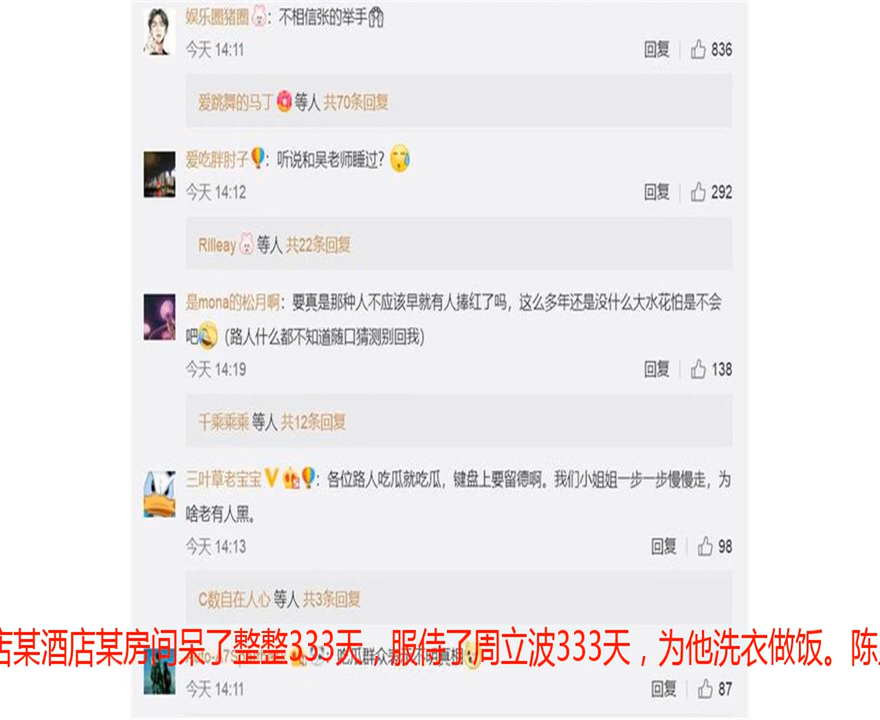 娱乐圈猪圈：不相信张的举手
今天 14:11 回复 836
爱跳舞的马丁 等人 共70条回复
爱吃胖肘子：听说和吴老师睡过？
今天 14:12 回复 292
Rilleay 等人 共22条回复
是mona的松月啊：要真是那种人不应该早就有人捧红了吗，这么多年还是没什么大水花怕是不会
吧（路人什么都不知道随口猜测别回我）
今天 14:19 回复 138
千乘乘乘 等人 共12条回复
三叶草老宝宝：各位路人吃瓜就吃瓜，键盘上要留德啊。我们小姐姐一步一步慢慢走，为
啥老有人黑。
今天 14:13 回复 98
C数自在人心 等人 共3条回复
店某酒店某房间呆了整整333天，服侍了周立波333天，为他洗衣做饭。陈
：吃瓜群众表示不明真相
今天 14:11 回复 87